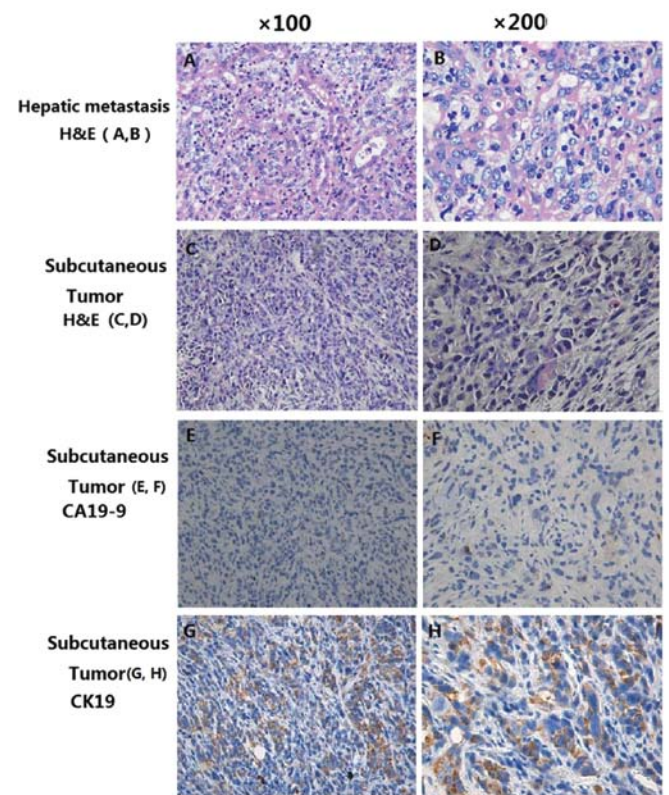 ×100 ×200
Hepatic metastasis
H&E ( A,B )
A B
Subcutaneous
Tumor
H&E (C,D)
C D
Subcutaneous
Tumor (E, F)
CA19-9
E F
Subcutaneous
Tumor(G, H)
CK19
G H